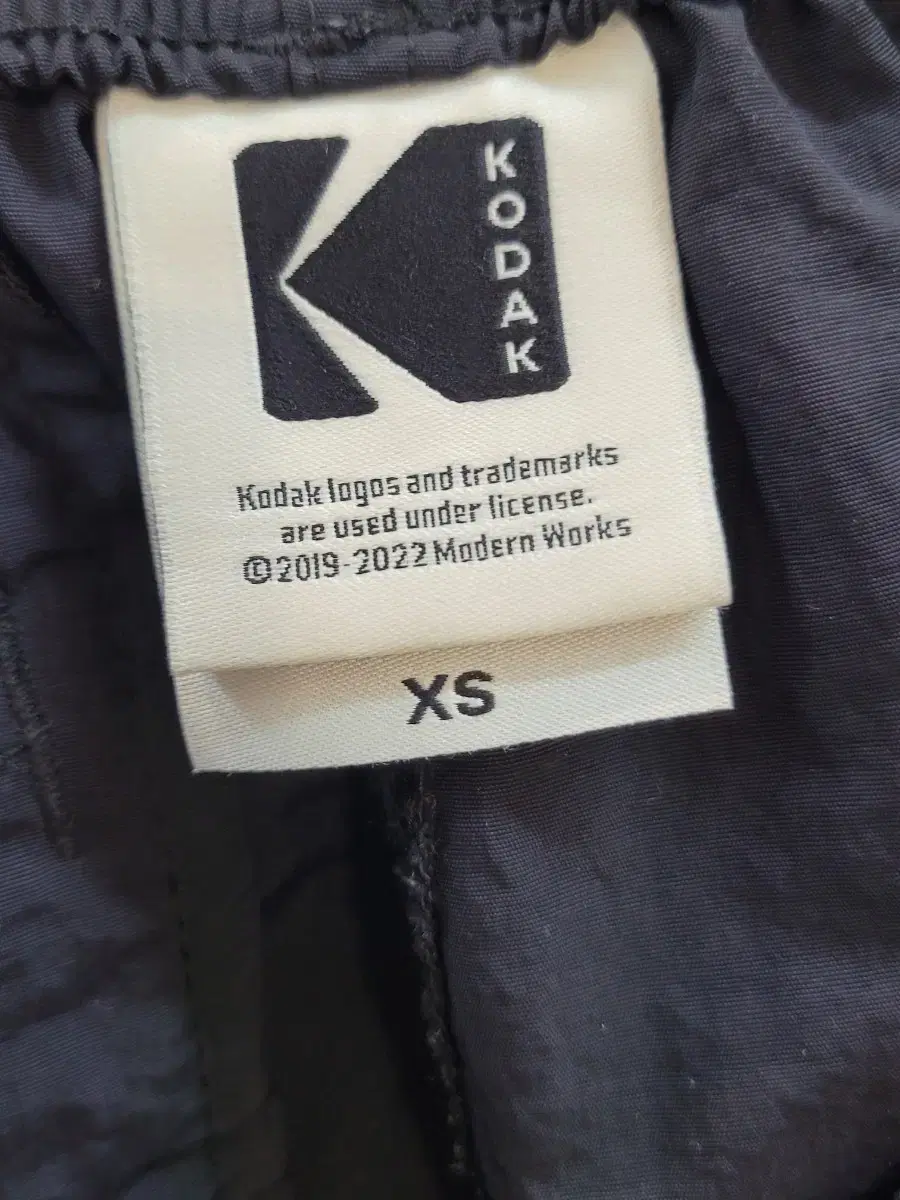 KODAK
Kodak logos and trademarks
are used under license.
©2019-2022 Modern Works
XS